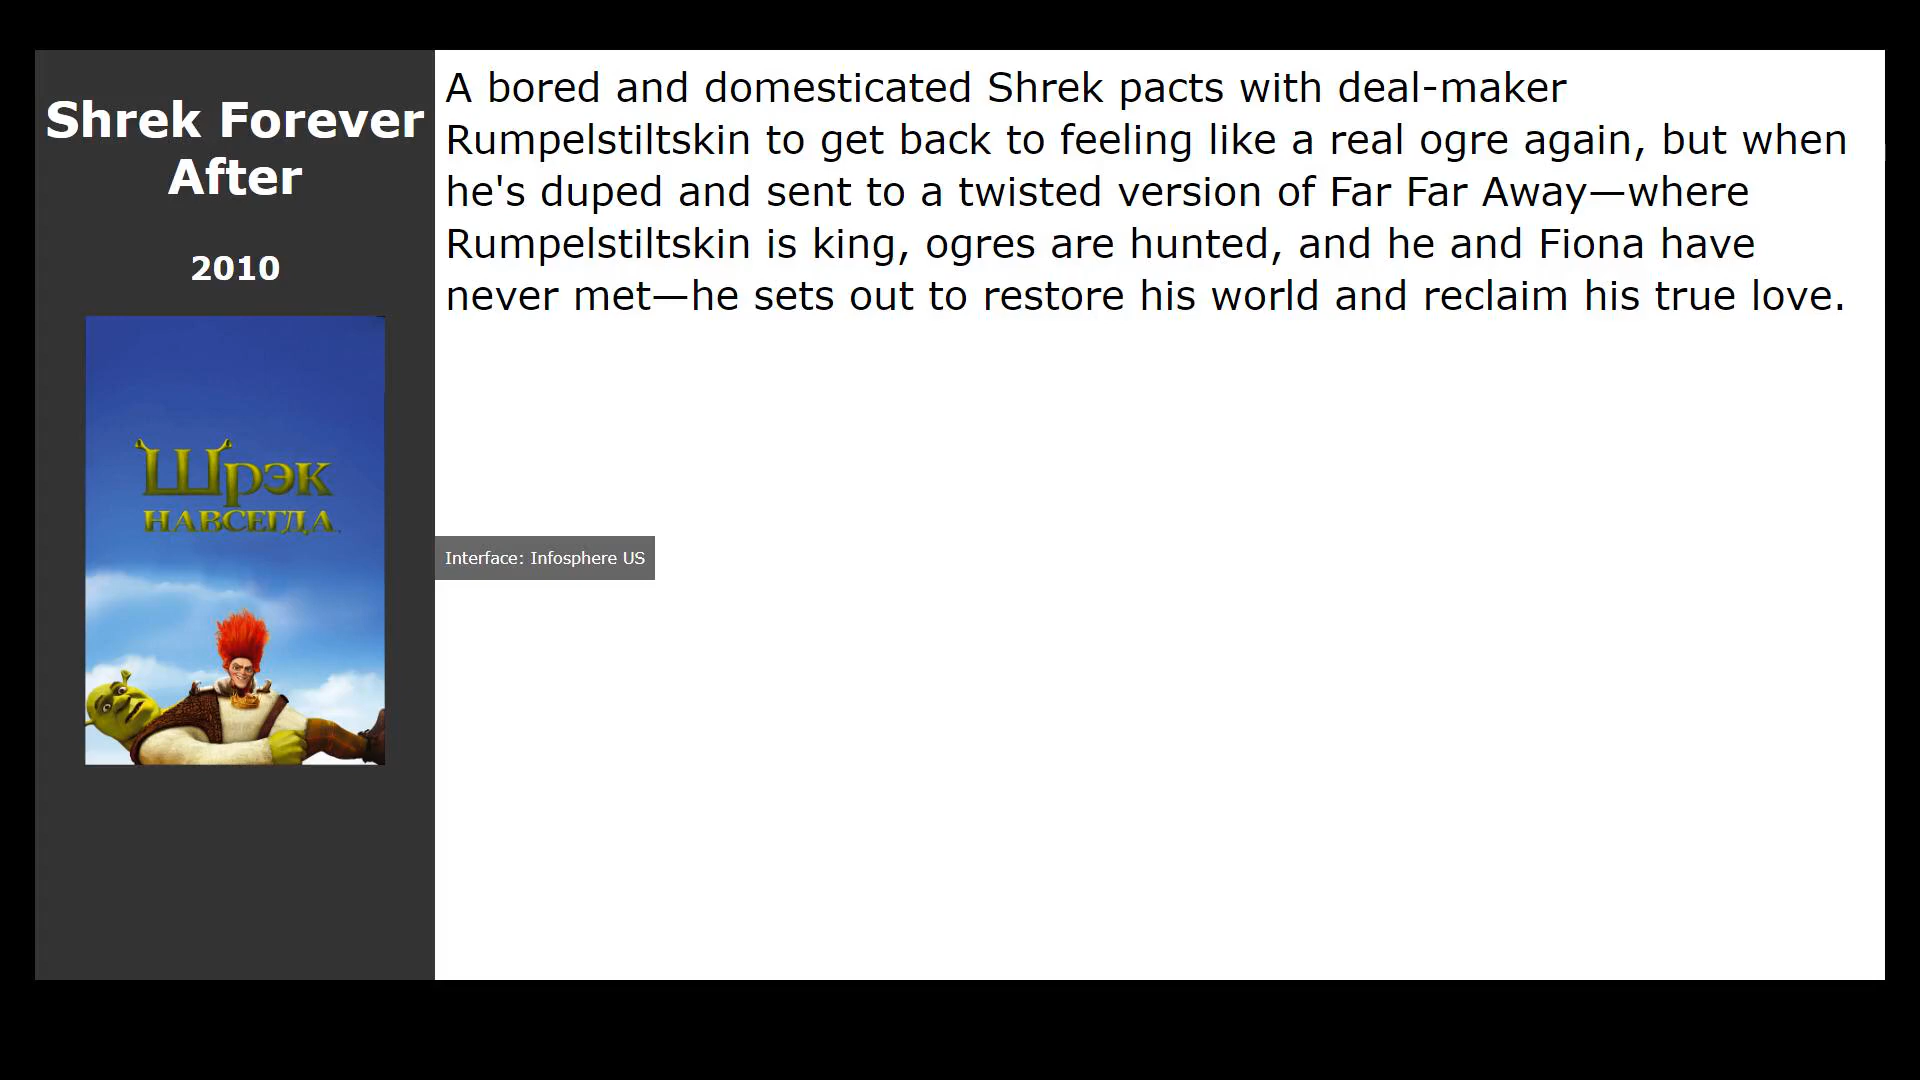 Shrek Forever
After
2010
Шрэк
НАВСЕГДА
A bored and domesticated Shrek pacts with deal-maker
Rumpelstiltskin to get back to feeling like a real ogre again, but when
he's duped and sent to a twisted version of Far Far Away—where
Rumpelstiltskin is king, ogres are hunted, and he and Fiona have
never met—he sets out to restore his world and reclaim his true love.
Interface: Infosphere US